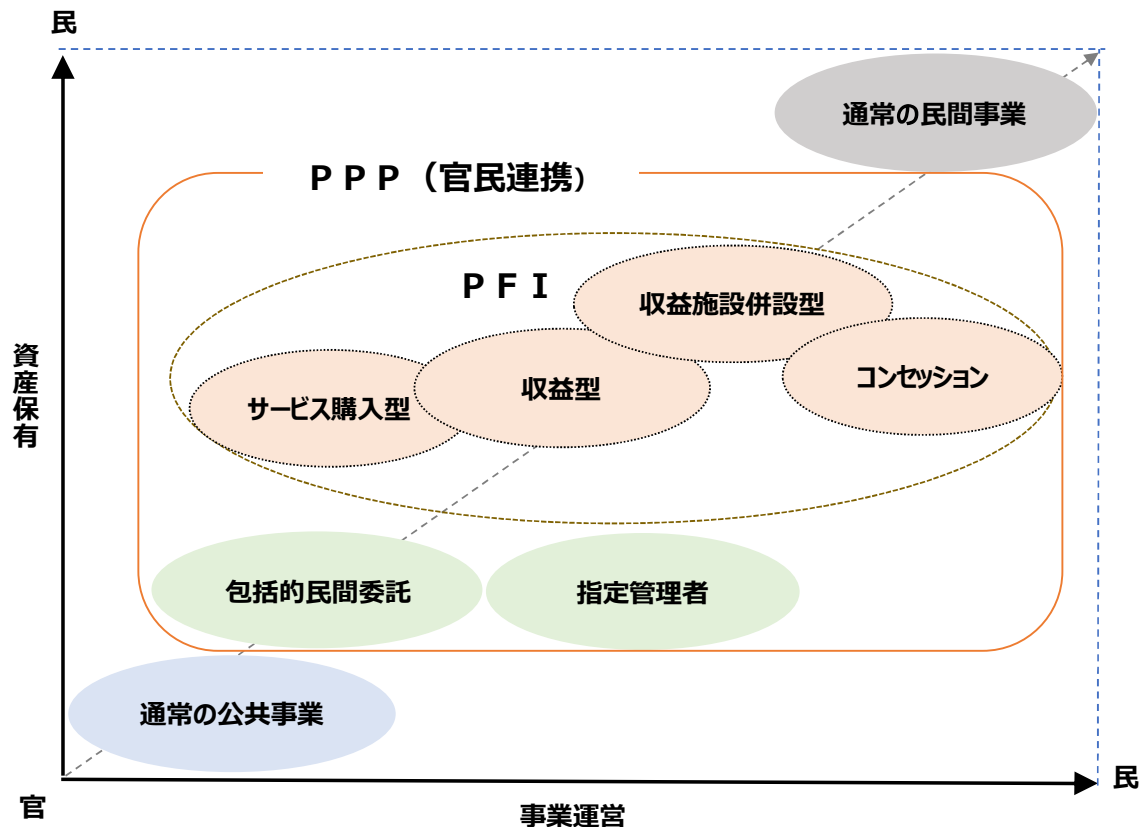 民
通常の民間事業
ＰＰＰ（官民連携）
ＰＦＩ
収益施設併設型
コンセッション
収益型
サービス購入型
資産保有
包括的民間委託
指定管理者
通常の公共事業
官
事業運営
民